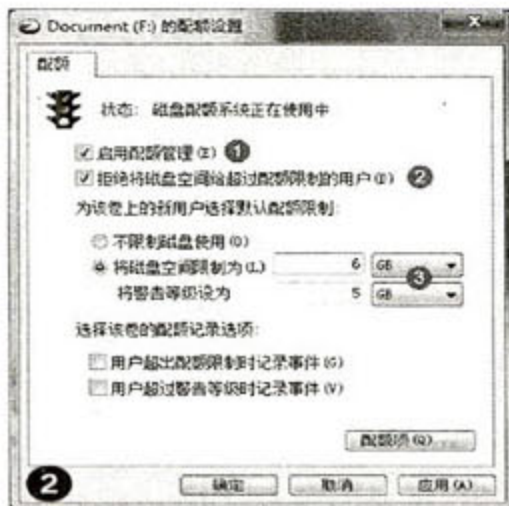 Document (F:) 的配额设置
配额
状态: 磁盘配额系统正在使用中
启用配额管理(E) 1
拒绝将磁盘空间给超过配额限制的用户(D) 2
为该卷上的新用户选择默认配额限制:
不限制磁盘使用(O)
将磁盘空间限制为(L) 6 GB 3
将警告等级设为 5 GB
选择该卷的配额记录选项:
用户超出配额限制时记录事件(G)
用户超过警告等级时记录事件(V)
配额项(Q)...
2 确定 取消 应用(A)